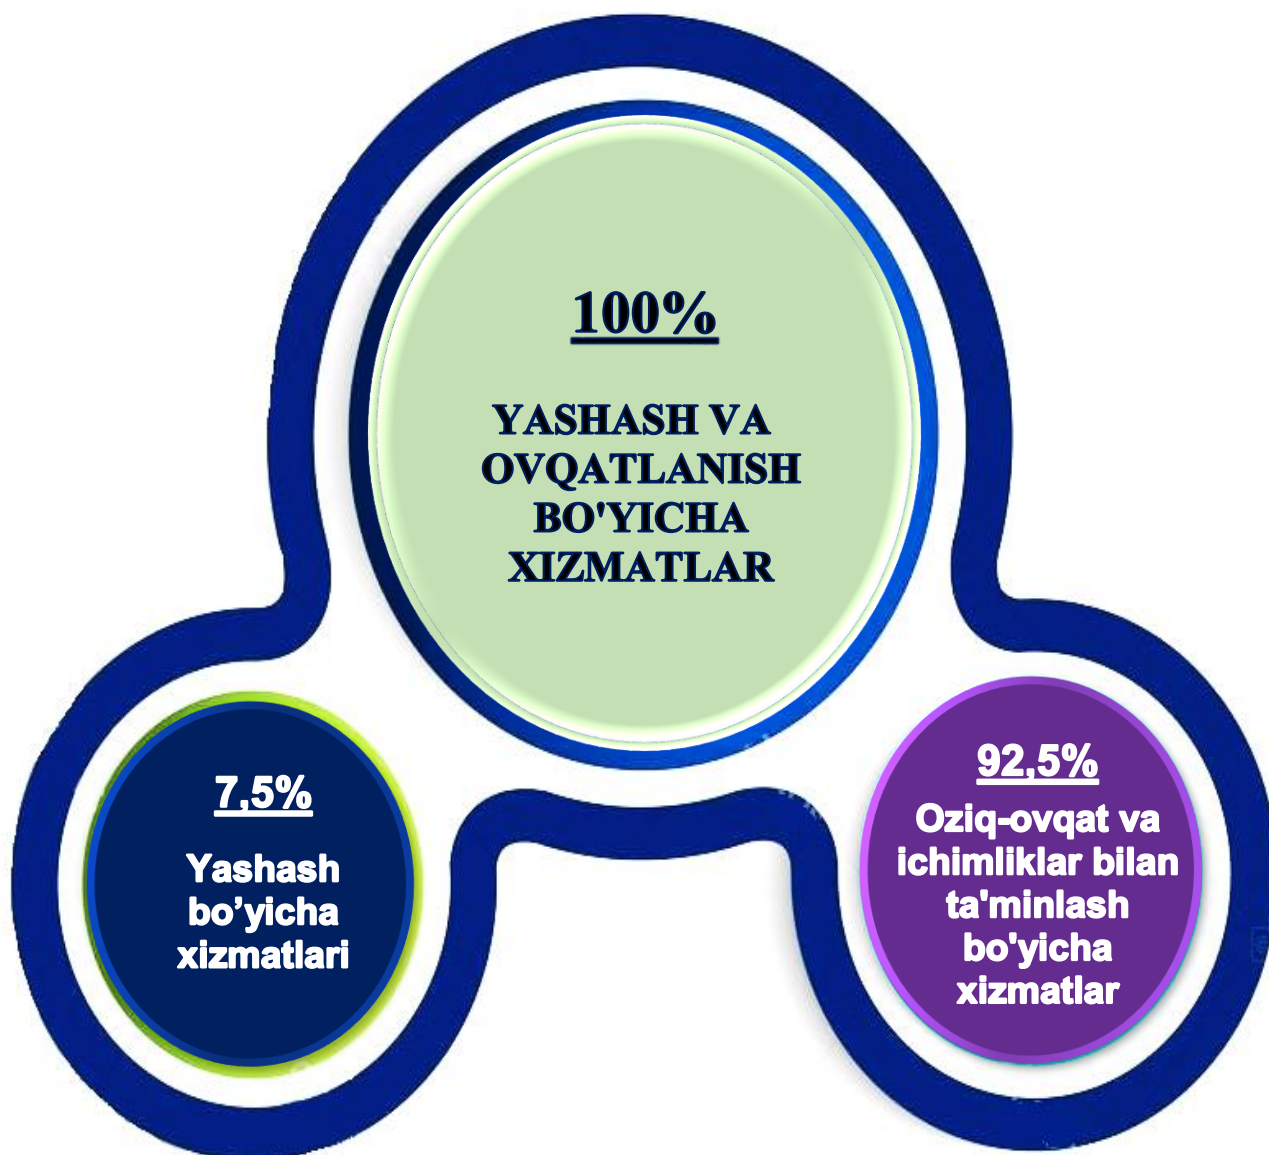 100%
YASHASH VA
OVQATLANISH
BO'YICHA
XIZMATLAR
7,5%
Yashash
bo’yicha
xizmatlari
92,5%
Oziq-ovqat va
ichimliklar bilan
ta'minlash
bo'yicha
xizmatlar